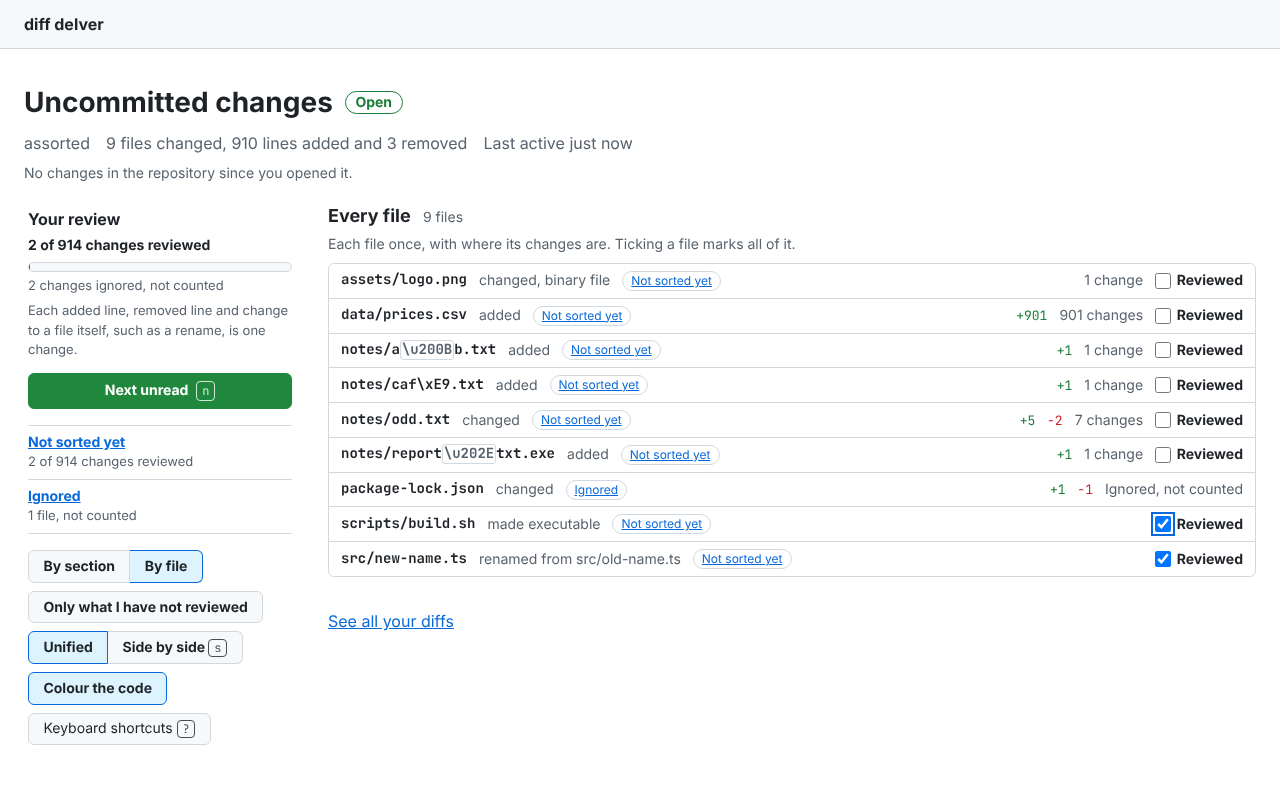 diff delver
Uncommitted changes Open
assorted 9 files changed, 910 lines added and 3 removed Last active just now
No changes in the repository since you opened it.
Your review
2 of 914 changes reviewed
2 changes ignored, not counted
Each added line, removed line and change
to a file itself, such as a rename, is one
change.
Next unread n
Not sorted yet
2 of 914 changes reviewed
Ignored
1 file, not counted
By section By file
Only what I have not reviewed
Unified Side by side s
Colour the code
Keyboard shortcuts ?
Every file 9 files
Each file once, with where its changes are. Ticking a file marks all of it.
assets/logo.png changed, binary file Not sorted yet 1 change Reviewed
data/prices.csv added Not sorted yet +901 901 changes Reviewed
notes/a\u200Bb.txt added Not sorted yet +1 1 change Reviewed
notes/caf\xE9.txt added Not sorted yet +1 1 change Reviewed
notes/odd.txt changed Not sorted yet +5 -2 7 changes Reviewed
notes/report\u202Etxt.exe added Not sorted yet +1 1 change Reviewed
package-lock.json changed Ignored +1 -1 Ignored, not counted
scripts/build.sh made executable Not sorted yet Reviewed
src/new-name.ts renamed from src/old-name.ts Not sorted yet Reviewed
See all your diffs